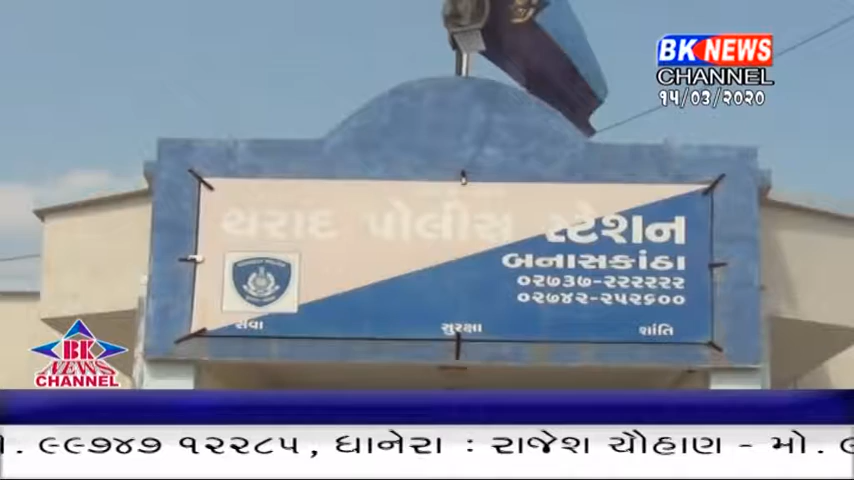 BK NEWS
CHANNEL
૧૫/૦૩/૨૦૨૦
થરાદ પોલીસ સ્ટેશન
બનાસકાંઠા
૦૨૭૩૭-૨૨૨૨૨૨
૦૨૭૪૨-૨૫૨૬૦૦
સેવા સુરક્ષા શાંતિ
BK
NEWS
CHANNEL
. ૯૯૭૪૭ ૧૨૨૮૫, ધાનેરા : રાજેશ ચૌહાણ - મો.